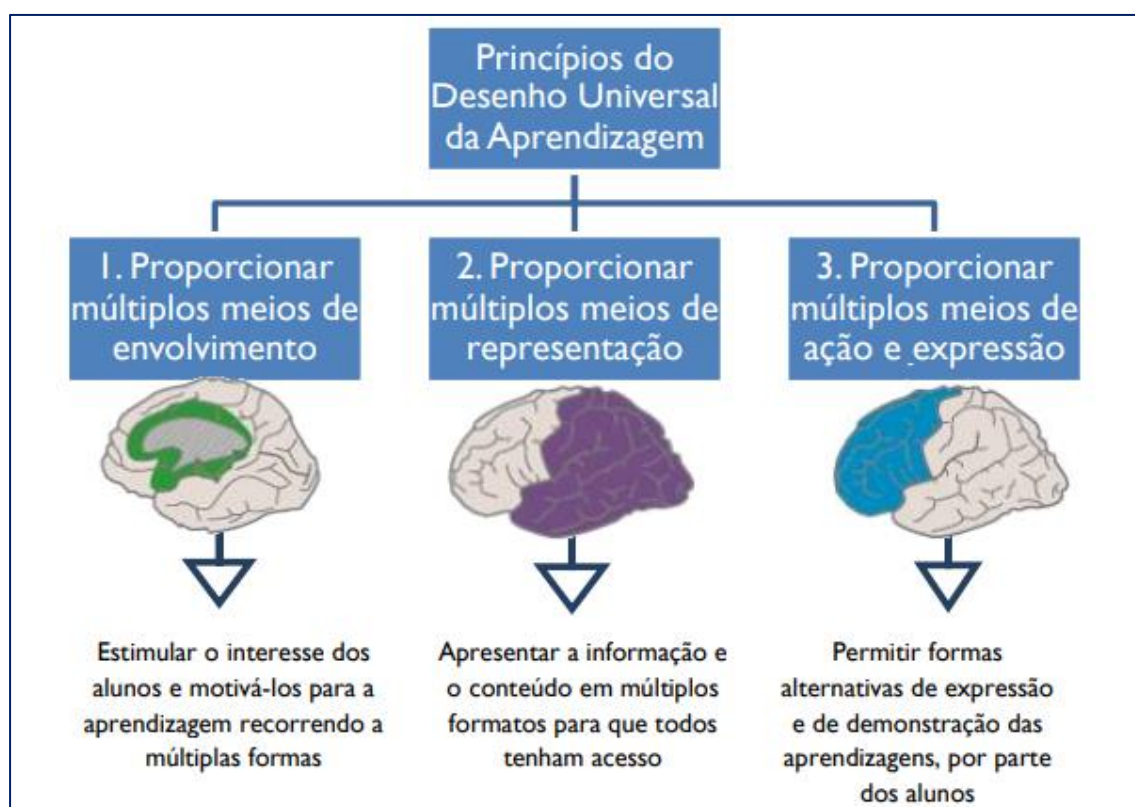 Princípios do
Desenho Universal
da Aprendizagem
1. Proporcionar
múltiplos meios de
envolvimento
2. Proporcionar
múltiplos meios de
representação
3. Proporcionar
múltiplos meios de
ação e expressão
Estimular o interesse dos
alunos e motivá-los para a
aprendizagem recorrendo a
múltiplas formas
Apresentar a informação e
o conteúdo em múltiplos
formatos para que todos
tenham acesso
Permitir formas
alternativas de expressão
e de demonstração das
aprendizagens, por parte
dos alunos